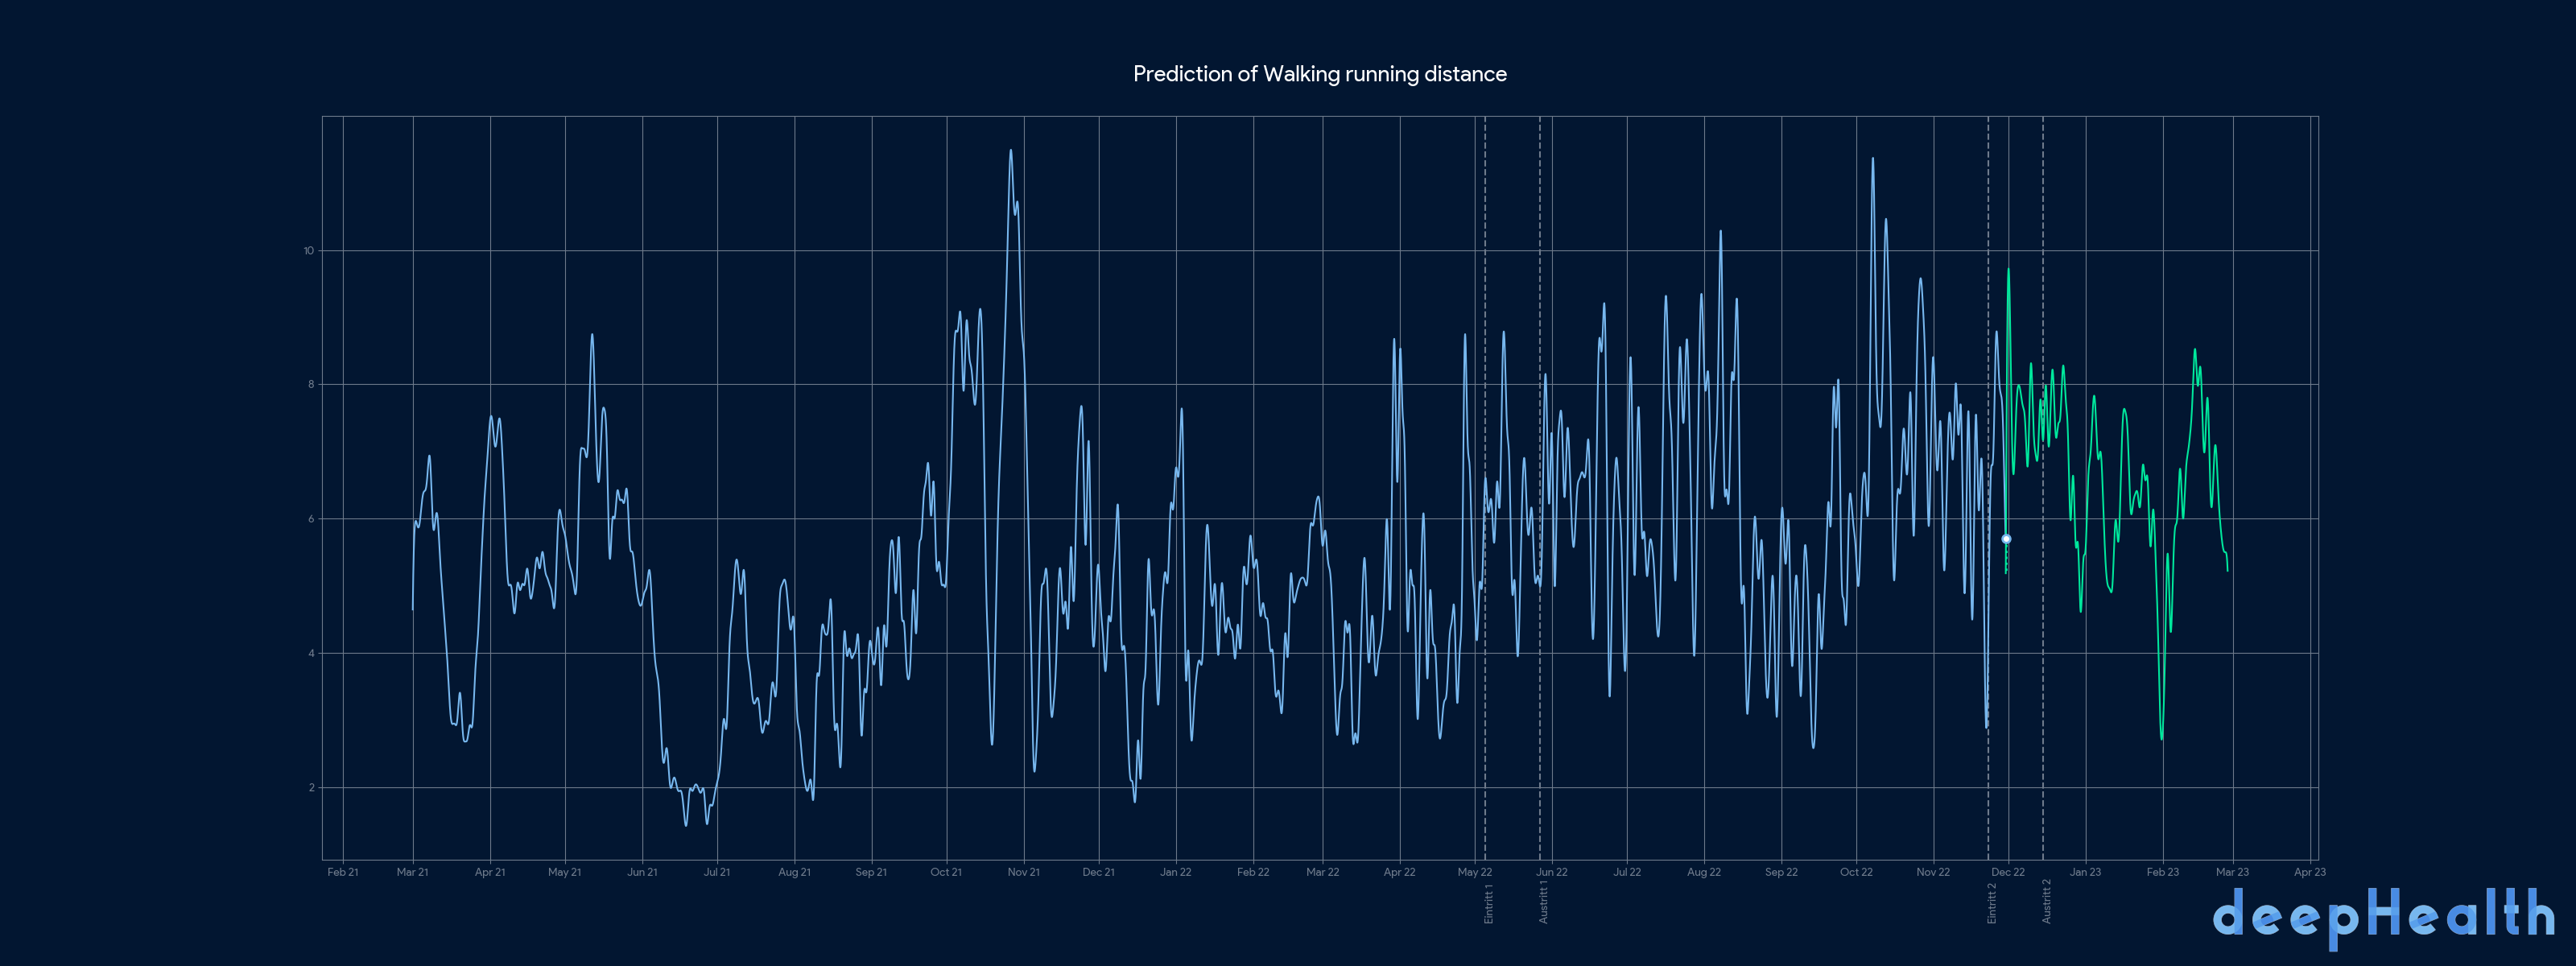 Prediction of Walking running distance
10
8
6
4
2
Feb 21 Mar 21 Apr 21 May 21 Jun 21 Jul 21 Aug 21 Sep 21 Oct 21 Nov 21 Dec 21 Jan 22 Feb 22 Mar 22 Apr 22 May 22 Jun 22 Jul 22 Aug 22 Sep 22 Oct 22 Nov 22 Dec 22 Jan 23 Feb 23 Mar 23 Apr 23
Eintritt 1
Austritt 1
Eintritt 2
Austritt 2
deepHealth